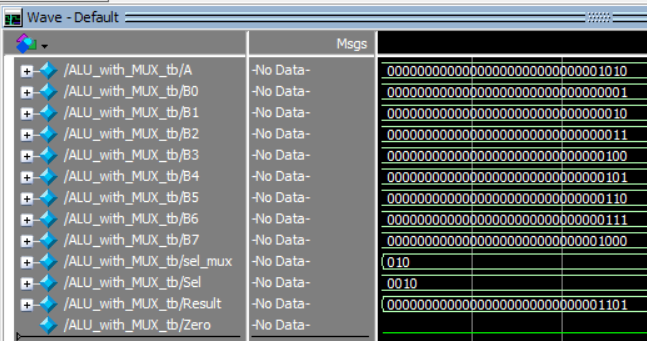 Wave - Default
Msgs
/ALU_with_MUX_tb/A -No Data- 00000000000000000000000000001010
/ALU_with_MUX_tb/B0 -No Data- 00000000000000000000000000000001
/ALU_with_MUX_tb/B1 -No Data- 00000000000000000000000000000010
/ALU_with_MUX_tb/B2 -No Data- 00000000000000000000000000000011
/ALU_with_MUX_tb/B3 -No Data- 00000000000000000000000000000100
/ALU_with_MUX_tb/B4 -No Data- 00000000000000000000000000000101
/ALU_with_MUX_tb/B5 -No Data- 00000000000000000000000000000110
/ALU_with_MUX_tb/B6 -No Data- 00000000000000000000000000000111
/ALU_with_MUX_tb/B7 -No Data- 00000000000000000000000000001000
/ALU_with_MUX_tb/sel_mux -No Data- 010
/ALU_with_MUX_tb/Sel -No Data- 0010
/ALU_with_MUX_tb/Result -No Data- 00000000000000000000000000001101
/ALU_with_MUX_tb/Zero -No Data-